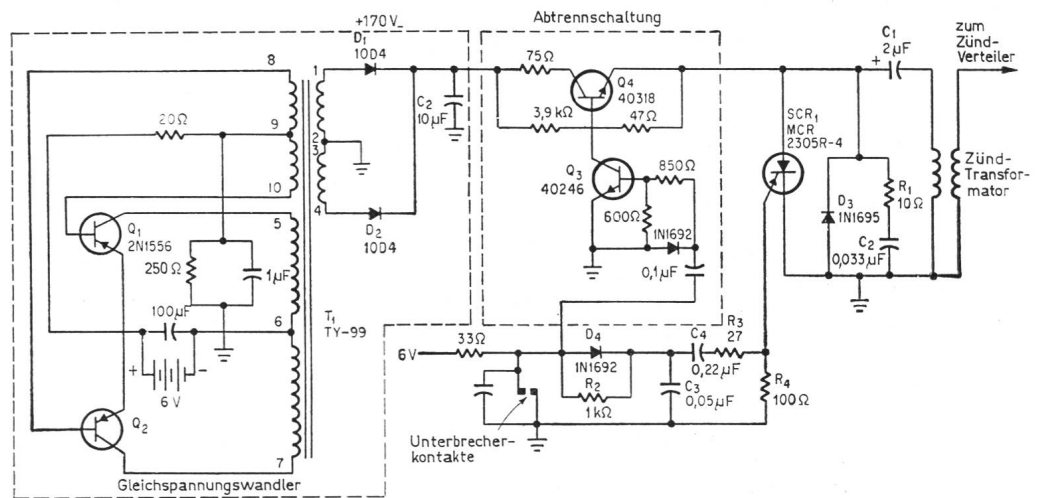 Abtrennschaltung
+170V_
D1
10D4
8
1
75Ω
Q4
40318
C1
2µF
+
zum
Zünd-
Verteiler
20Ω
9
2
3
C2
10µF
3,9kΩ
47Ω
SCR1
MCR
2305R-4
Zünd-
Transfor-
mator
10
4
Q3
40246
850Ω
600Ω
D3
1N1695
R1
10Ω
Q1
2N1556
5
D2
10D4
1N1692
C2
0,033µF
250Ω
1µF
0,1µF
100µF
6
T1
TY-99
+
-
6V
6V
33Ω
D4
1N1692
C4
0,22µF
R3
27
R2
1kΩ
C3
0,05µF
R4
100Ω
Q2
7
Unterbrecher-
kontakte
Gleichspannungswandler